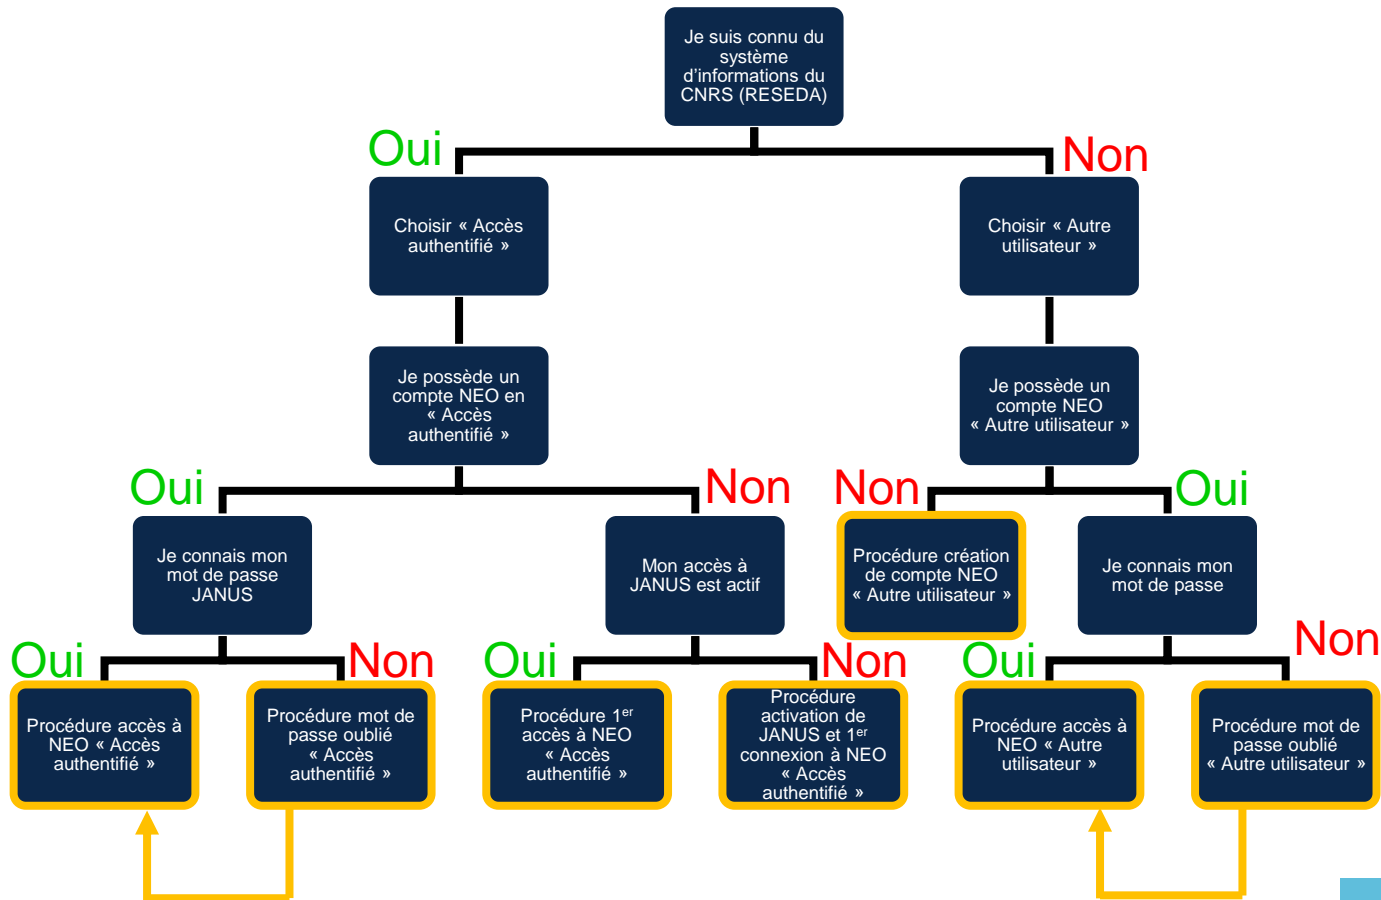 Je suis connu du
système
d'informations du
CNRS (RESEDA)
Oui
Non
Choisir « Accès
authentifié »
Choisir « Autre
utilisateur »
Je possède un
compte NEO en
« Accès
authentifié »
Je possède un
compte NEO
« Autre utilisateur »
Oui
Non
Non
Oui
Je connais mon
mot de passe
JANUS
Mon accès à
JANUS est actif
Procédure création
de compte NEO
« Autre utilisateur »
Je connais mon
mot de passe
Oui
Non
Oui
Non
Oui
Non
Procédure accès à
NEO « Accès
authentifié »
Procédure mot de
passe oublié
« Accès
authentifié »
Procédure 1er
accès à NEO
« Accès
authentifié »
Procédure
activation de
JANUS et 1er
connexion à NEO
« Accès
authentifié »
Procédure accès à
NEO « Autre
utilisateur »
Procédure mot de
passe oublié
« Autre utilisateur »